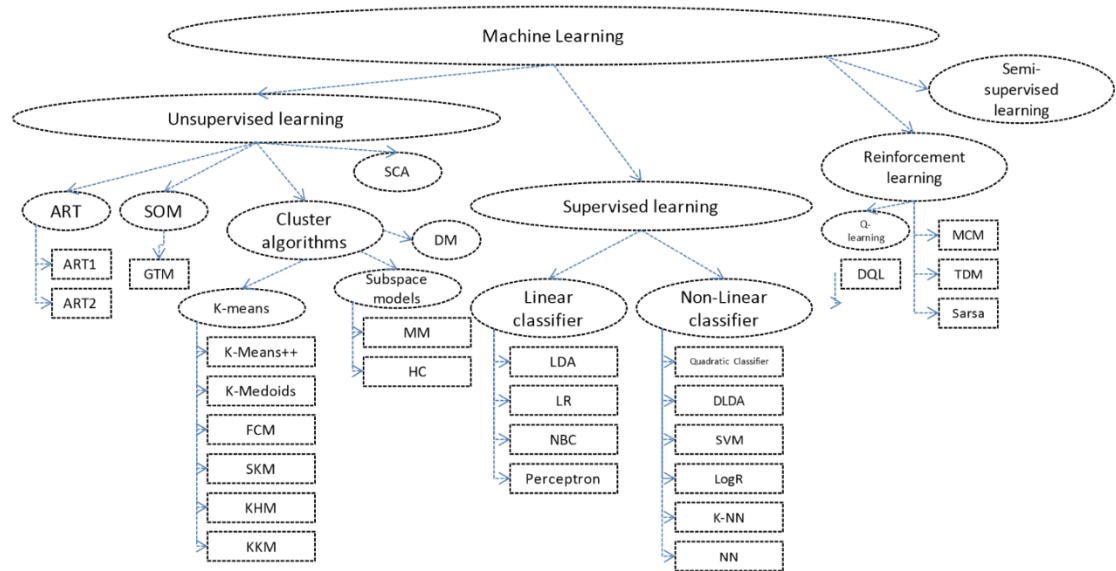 Machine Learning
Semi-
supervised learning
Unsupervised learning
Reinforcement
learning
SCA
ART
SOM
Cluster
algorithms
DM
Supervised learning
Q-
learning
MCM
ART1
GTM
DQL
TDM
ART2
Subspace
models
Sarsa
K-means
Linear
classifier
Non-Linear
classifier
MM
HC
K-Means++
K-Medoids
FCM
SKM
KHM
KKM
LDA
LR
NBC
Perceptron
Quadratic Classifier
DLDA
SVM
LogR
K-NN
NN